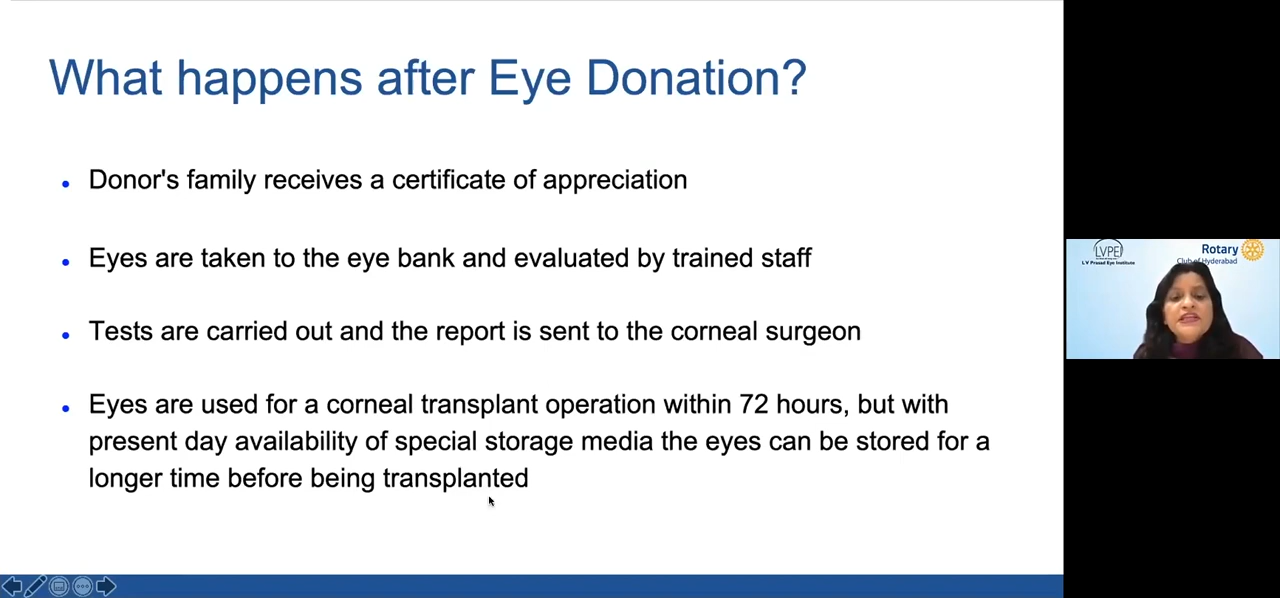 What happens after Eye Donation?
Donor's family receives a certificate of appreciation
Eyes are taken to the eye bank and evaluated by trained staff
Tests are carried out and the report is sent to the corneal surgeon
Eyes are used for a corneal transplant operation within 72 hours, but with
present day availability of special storage media the eyes can be stored for a
longer time before being transplanted
LVPEI
L V Prasad Eye Institute
Rotary
Club of Hyderabad